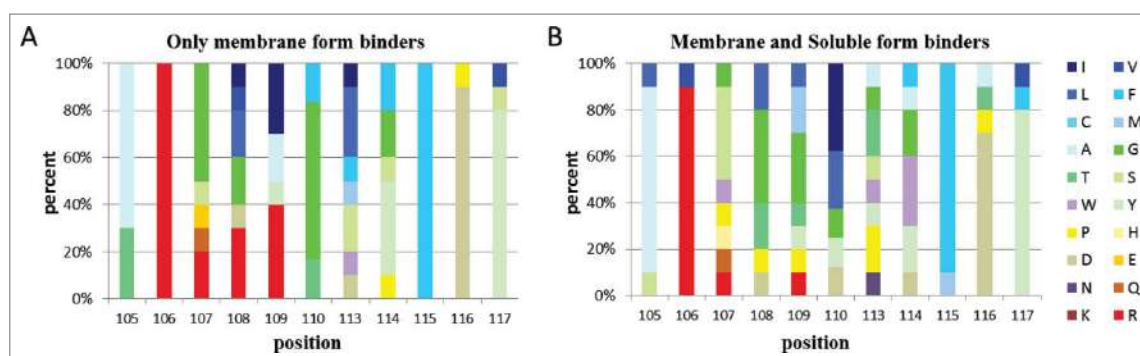 A
Only membrane form binders
100%
80%
60%
40%
20%
0%
percent
105 106 107 108 109 110 113 114 115 116 117
position
B
Membrane and Soluble form binders
100%
80%
60%
40%
20%
0%
percent
105 106 107 108 109 110 113 114 115 116 117
position
I V
L F
C M
A G
T S
W Y
P H
D E
N Q
K R